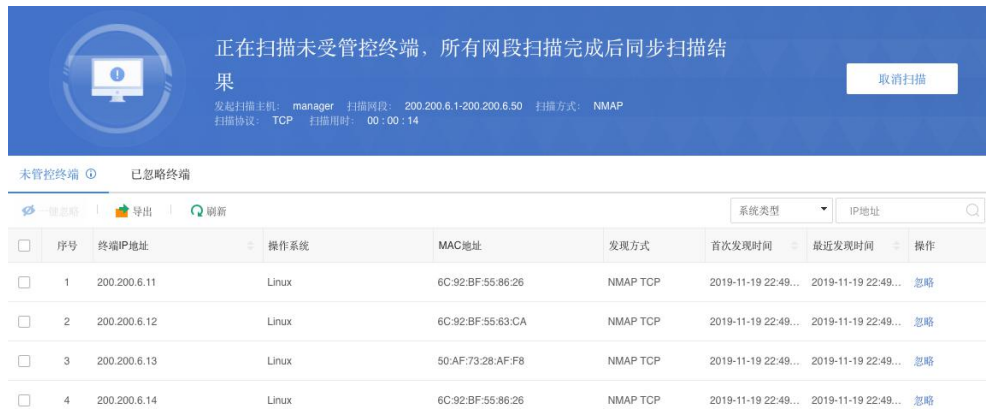 正在扫描未受管控终端，所有网段扫描完成后同步扫描结
果
取消扫描
发起扫描主机： manager 扫描网段： 200.200.6.1-200.200.6.50 扫描方式： NMAP
扫描协议： TCP 扫描用时： 00 : 00 : 14
未管控终端 已忽略终端
一键忽略 导出 刷新 系统类型 IP地址
序号 终端IP地址 操作系统 MAC地址 发现方式 首次发现时间 最近发现时间 操作
1 200.200.6.11 Linux 6C:92:BF:55:86:26 NMAP TCP 2019-11-19 22:49... 2019-11-19 22:49... 忽略
2 200.200.6.12 Linux 6C:92:BF:55:63:CA NMAP TCP 2019-11-19 22:49... 2019-11-19 22:49... 忽略
3 200.200.6.13 Linux 50:AF:73:28:AF:F8 NMAP TCP 2019-11-19 22:49... 2019-11-19 22:49... 忽略
4 200.200.6.14 Linux 6C:92:BF:55:86:26 NMAP TCP 2019-11-19 22:49... 2019-11-19 22:49... 忽略